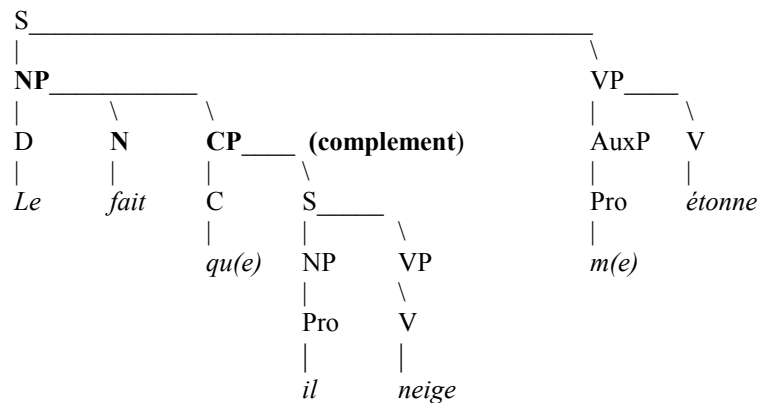 S
NP VP
D N CP (complement) AuxP V
Le fait C S Pro étonne
qu(e) NP VP m(e)
Pro V
il neige